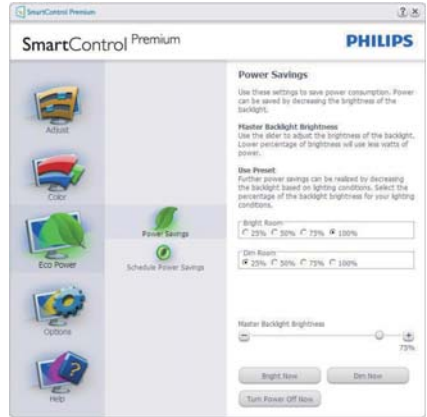 SmartControl Premium
SmartControl Premium
PHILIPS
Adjust
Color
Eco Power
Options
Help
Power Savings
Schedule Power Savings
Power Savings
Use these settings to save power consumption. Power
can be saved by decreasing the brightness of the
backlight.
Master Backlight Brightness
Use the slider to adjust the brightness of the backlight.
Lower percentage of brightness will use less watts of
power.
Use Preset
Further power savings can be realized by decreasing
the backlight based on lighting conditions. Select the
percentage of the backlight brightness for your lighting
conditions.
Bright Room
25% 50% 75% 100%
Dim Room
25% 50% 75% 100%
Master Backlight Brightness
75%
Bright Now Dim Now
Turn Power Off Now